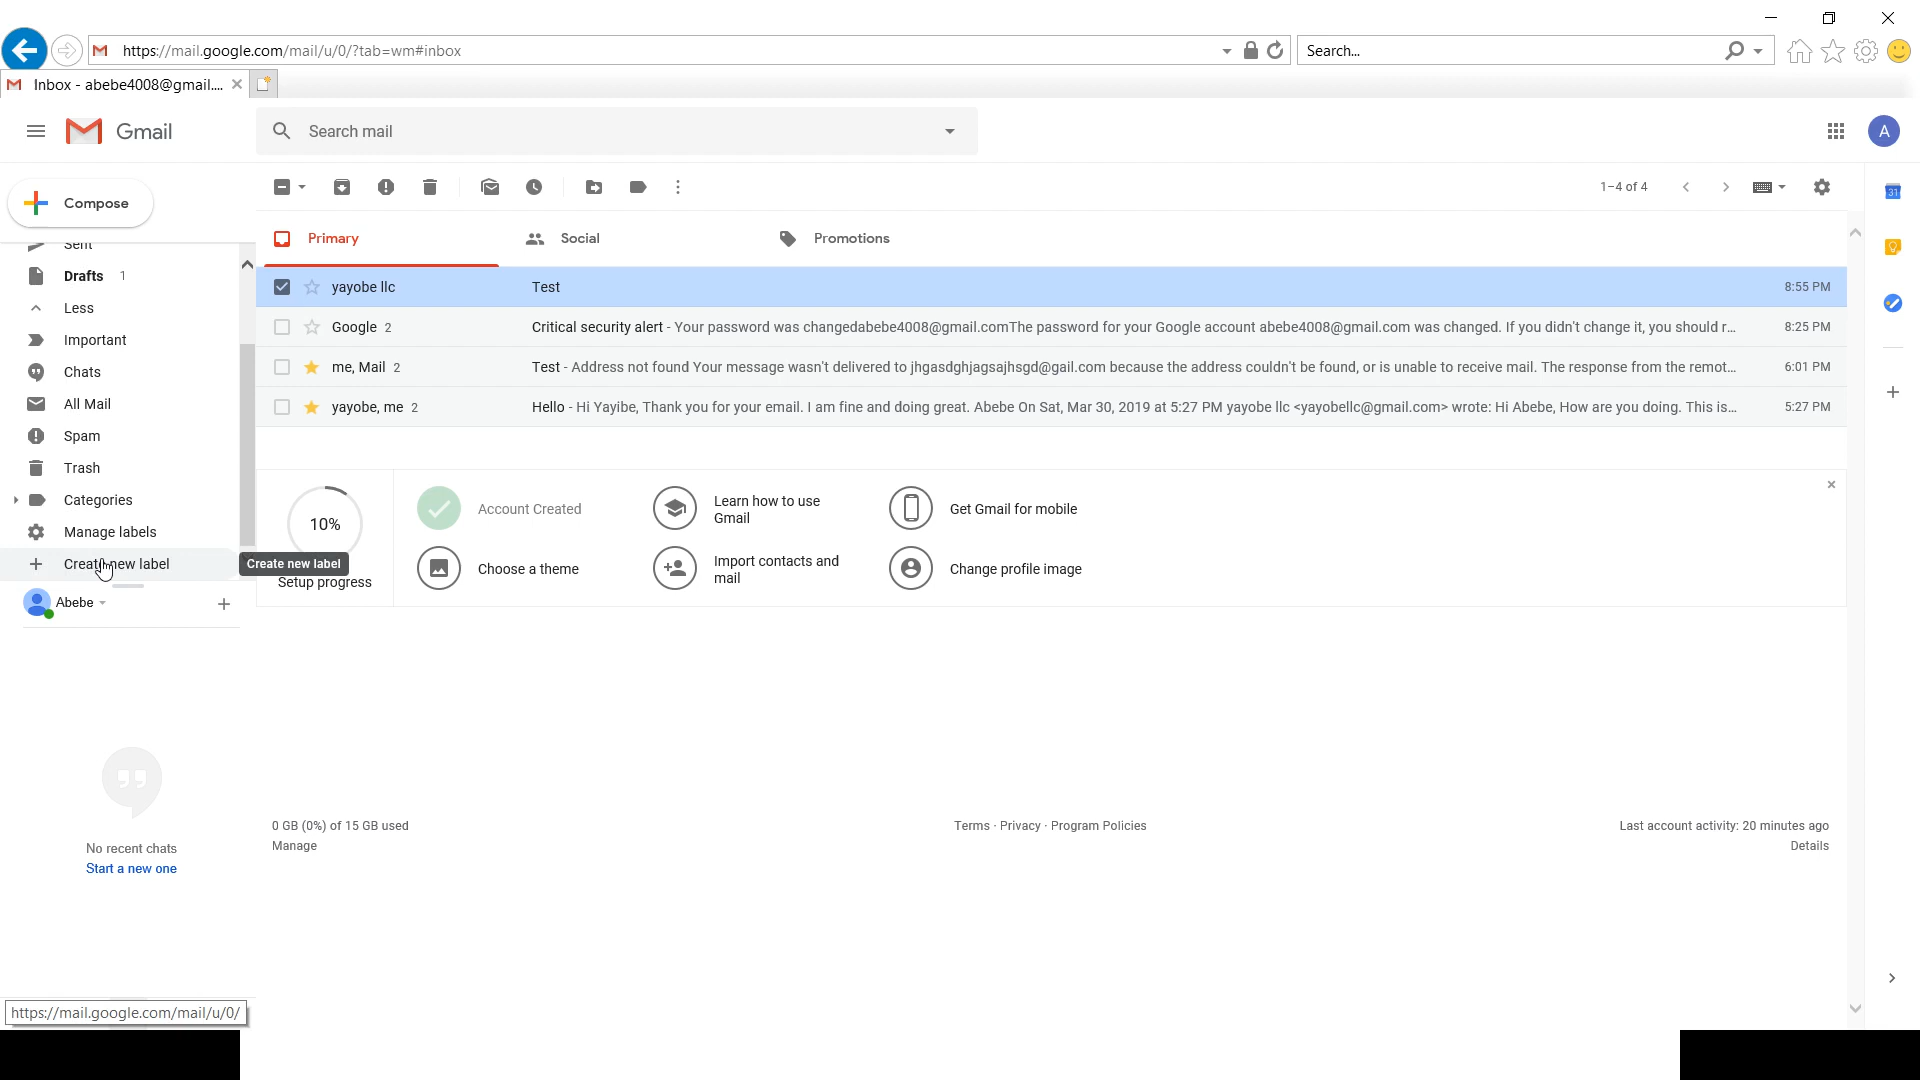 https://mail.google.com/mail/u/0/?tab=wm#inbox
Search...
Inbox - abebe4008@gmail....
Gmail
Search mail
A
Compose
1–4 of 4
31
Sent
Drafts 1
Less
Important
Chats
All Mail
Spam
Trash
Categories
Manage labels
Create new label
Create new label
Abebe
Primary
Social
Promotions
yayobe llc Test 8:55 PM
Google 2 Critical security alert - Your password was changedabebe4008@gmail.comThe password for your Google account abebe4008@gmail.com was changed. If you didn't change it, you should r... 8:25 PM
me, Mail 2 Test - Address not found Your message wasn't delivered to jhgasdghjagsajhsgd@gail.com because the address couldn't be found, or is unable to receive mail. The response from the remot... 6:01 PM
yayobe, me 2 Hello - Hi Yayibe, Thank you for your email. I am fine and doing great. Abebe On Sat, Mar 30, 2019 at 5:27 PM yayobe llc <yayobellc@gmail.com> wrote: Hi Abebe, How are you doing. This is... 5:27 PM
10%
Setup progress
Account Created
Learn how to use
Gmail
Get Gmail for mobile
Choose a theme
Import contacts and
mail
Change profile image
No recent chats
Start a new one
0 GB (0%) of 15 GB used
Manage
Terms · Privacy · Program Policies
Last account activity: 20 minutes ago
Details
https://mail.google.com/mail/u/0/